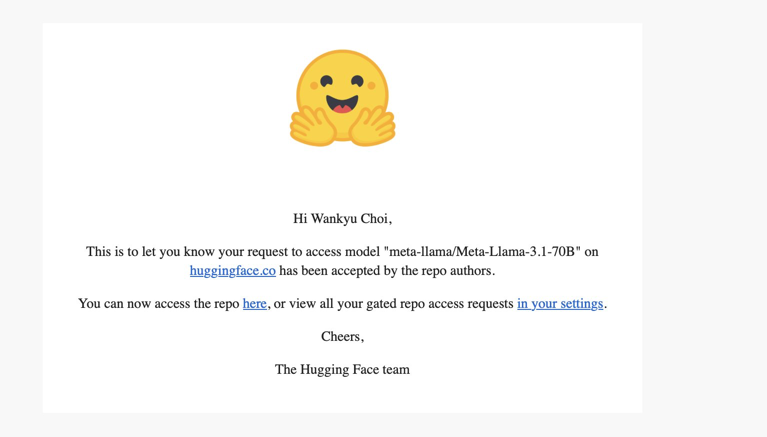 Hi Wankyu Choi,
This is to let you know your request to access model "meta-llama/Meta-Llama-3.1-70B" on
huggingface.co has been accepted by the repo authors.
You can now access the repo here, or view all your gated repo access requests in your settings.
Cheers,
The Hugging Face team